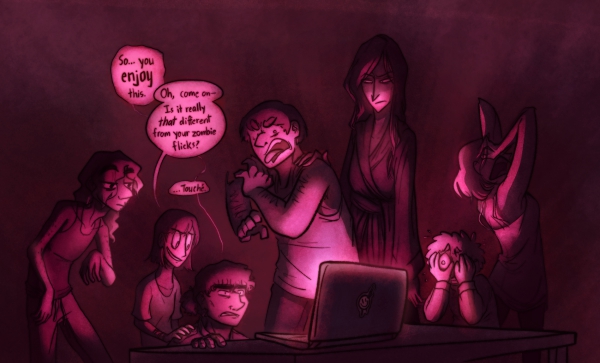 So... you
enjoy
this.
Oh, come on--
Is it really
that different
from your zombie
flicks?
...Touché.